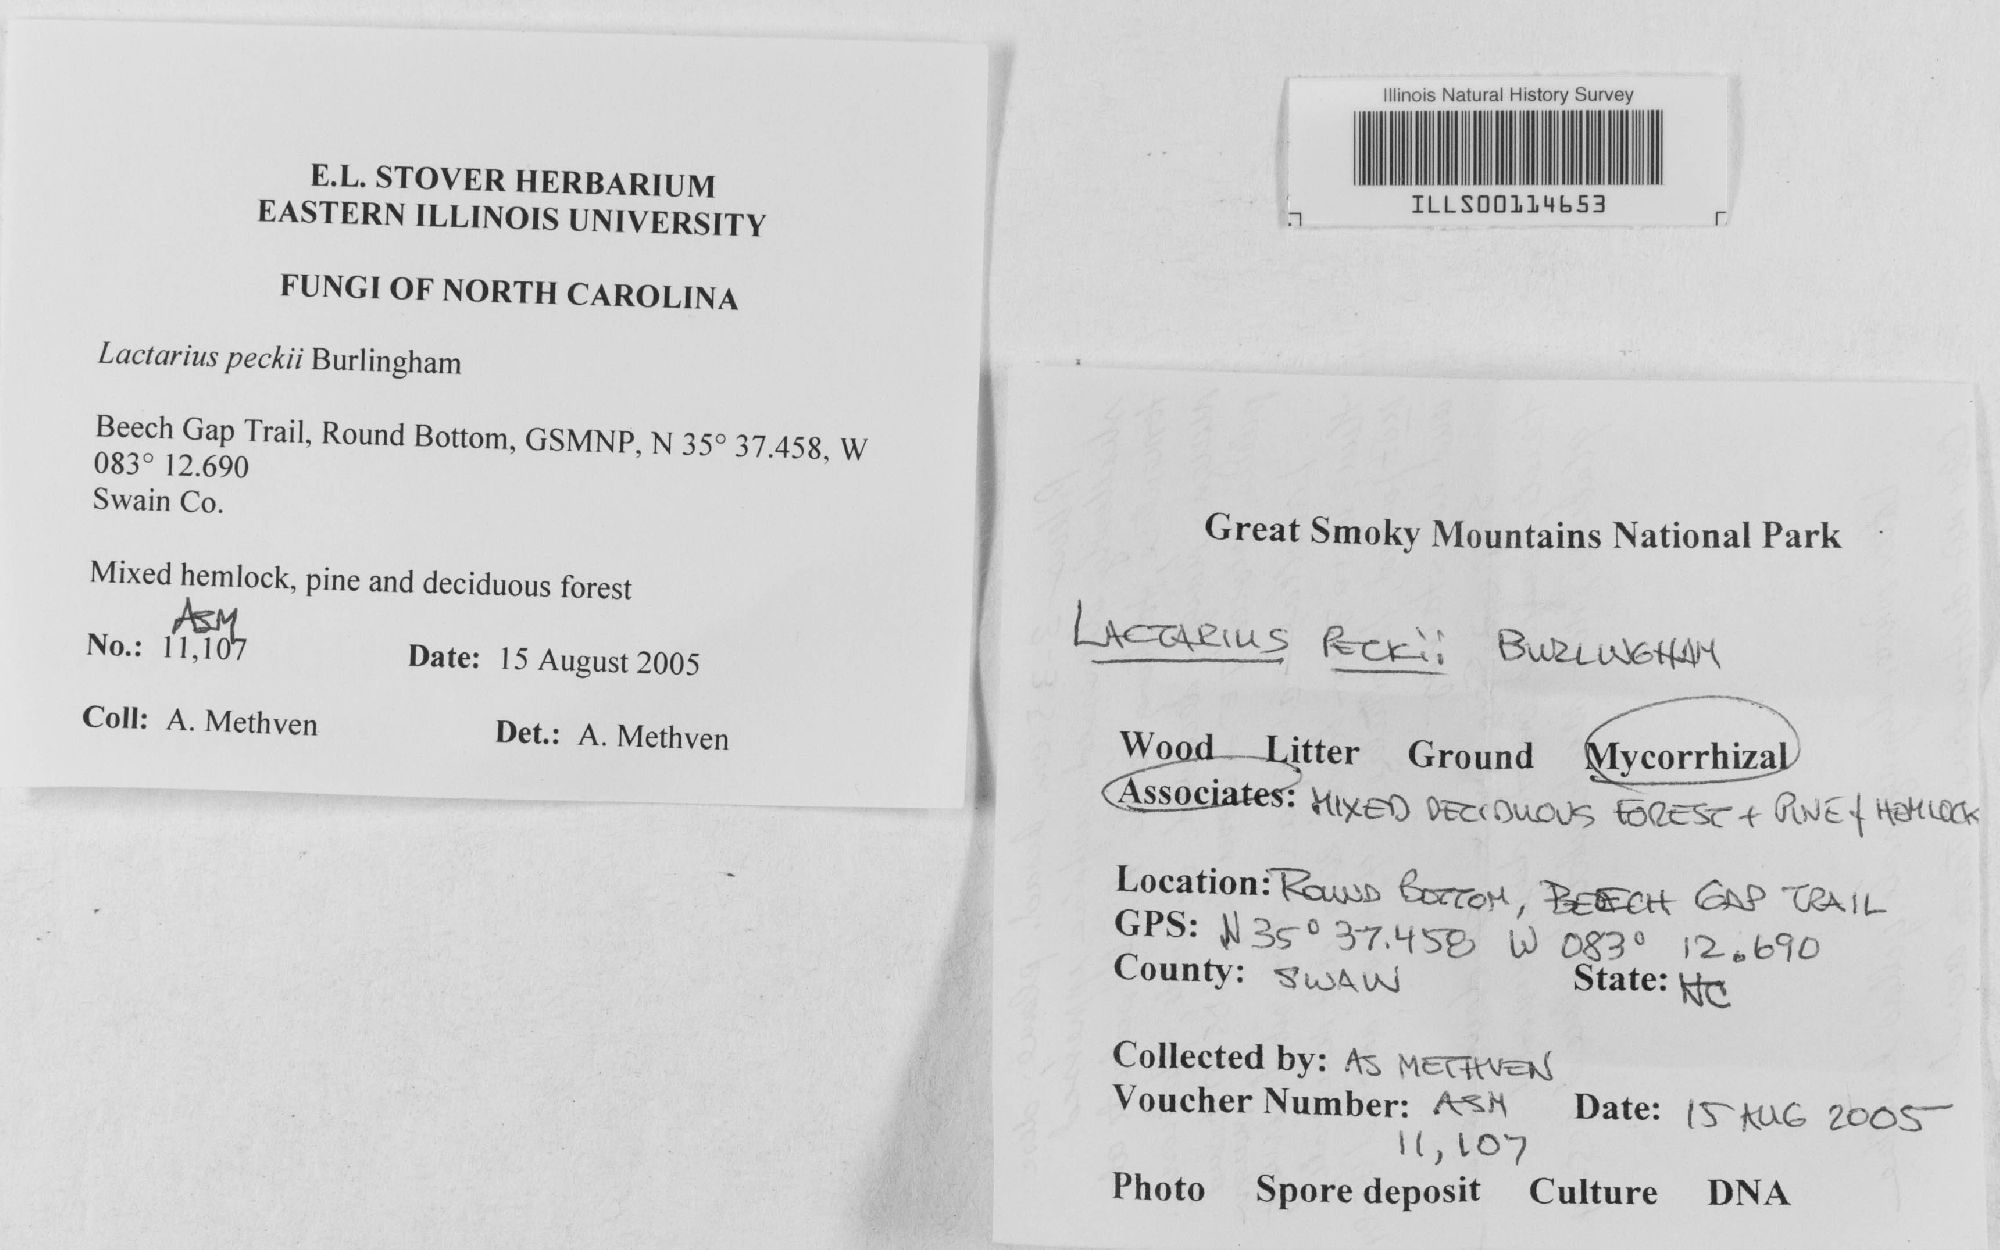 E.L. STOVER HERBARIUM
EASTERN ILLINOIS UNIVERSITY
FUNGI OF NORTH CAROLINA
Lactarius peckii Burlingham
Beech Gap Trail, Round Bottom, GSMNP, N 35° 37.458, W
083° 12.690
Swain Co.
Mixed hemlock, pine and deciduous forest
ASM
No.: 11,107 Date: 15 August 2005
Coll: A. Methven Det.: A. Methven
Illinois Natural History Survey
ILLS00114653
Great Smoky Mountains National Park
LACTARIUS PECKii BURLINGHAM
Wood Litter Ground Mycorrhizal
Associates: MIXED DECIDUOUS FOREST + PINE + HEMLOCK
Location: ROUND BOTTOM, BEECH GAP TRAIL
GPS: N 35° 37.458 W 083° 12.690
County: SWAIN State: NC
Collected by: AS METHVEN
Voucher Number: ASM Date: 15 AUG 2005
11,107
Photo Spore deposit Culture DNA